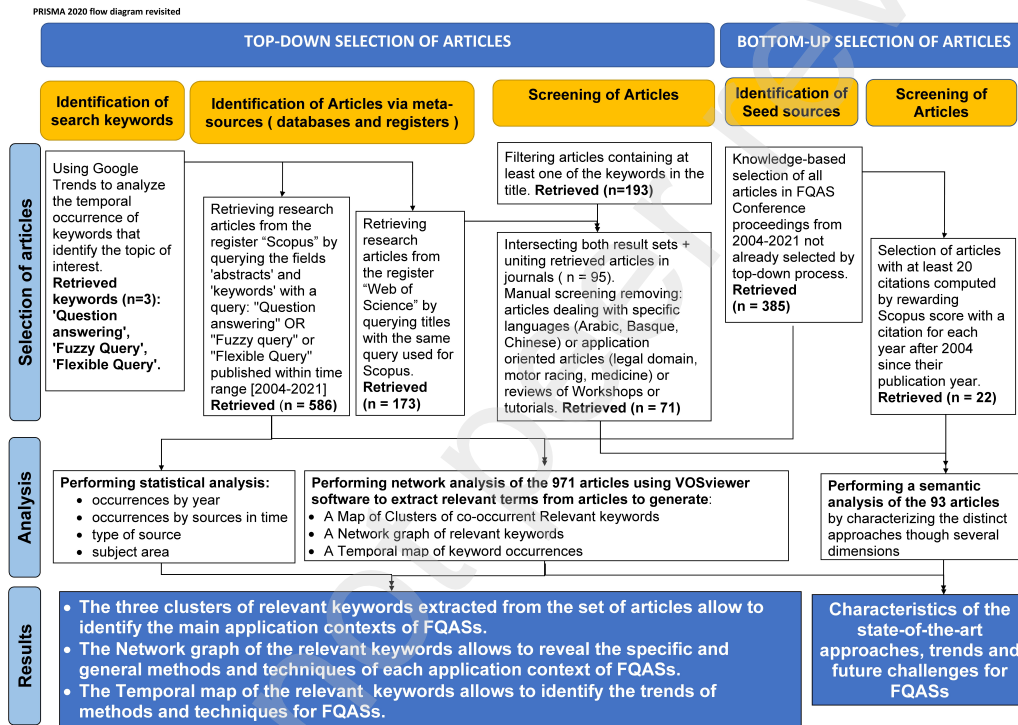 PRISMA 2020 flow diagram revisited
TOP-DOWN SELECTION OF ARTICLES
BOTTOM-UP SELECTION OF ARTICLES
Identification of
search keywords
Identification of Articles via meta-
sources ( databases and registers )
Screening of Articles
Identification of
Seed sources
Screening of
Articles
Selection of articles
Using Google
Trends to analyze
the temporal
occurrence of
keywords that
identify the topic of
interest.
Retrieved
keywords (n=3):
'Question
answering',
'Fuzzy Query',
'Flexible Query'.
Retrieving research
articles from the
register “Scopus” by
querying the fields
'abstracts' and
'keywords' with a
query: "Question
answering" OR
"Fuzzy query" or
"Flexible Query"
published within time
range [2004-2021]
Retrieved (n = 586)
Retrieving
research
articles from
the register
“Web of
Science” by
querying titles
with the same
query used for
Scopus.
Retrieved
(n = 173)
Filtering articles containing at
least one of the keywords in the
title. Retrieved (n=193)
Intersecting both result sets +
uniting retrieved articles in
journals ( n = 95).
Manual screening removing:
articles dealing with specific
languages (Arabic, Basque,
Chinese) or application
oriented articles (legal domain,
motor racing, medicine) or
reviews of Workshops or
tutorials. Retrieved (n = 71)
Knowledge-based
selection of all
articles in FQAS
Conference
proceedings from
2004-2021 not
already selected by
top-down process.
Retrieved
(n = 385)
Selection of articles
with at least 20
citations computed
by rewarding
Scopus score with a
citation for each
year after 2004
since their
publication year.
Retrieved (n = 22)
Analysis
Performing statistical analysis:
• occurrences by year
• occurrences by sources in time
• type of source
• subject area
Performing network analysis of the 971 articles using VOSviewer
software to extract relevant terms from articles to generate:
• A Map of Clusters of co-occurrent Relevant keywords
• A Network graph of relevant keywords
• A Temporal map of keyword occurrences
Performing a semantic
analysis of the 93 articles
by characterizing the distinct
approaches though several
dimensions
Results
• The three clusters of relevant keywords extracted from the set of articles allow to
identify the main application contexts of FQASs.
• The Network graph of the relevant keywords allows to reveal the specific and
general methods and techniques of each application context of FQASs.
• The Temporal map of the relevant keywords allows to identify the trends of
methods and techniques for FQASs.
Characteristics of the
state-of-the-art
approaches, trends and
future challenges for
FQASs
not peer rev